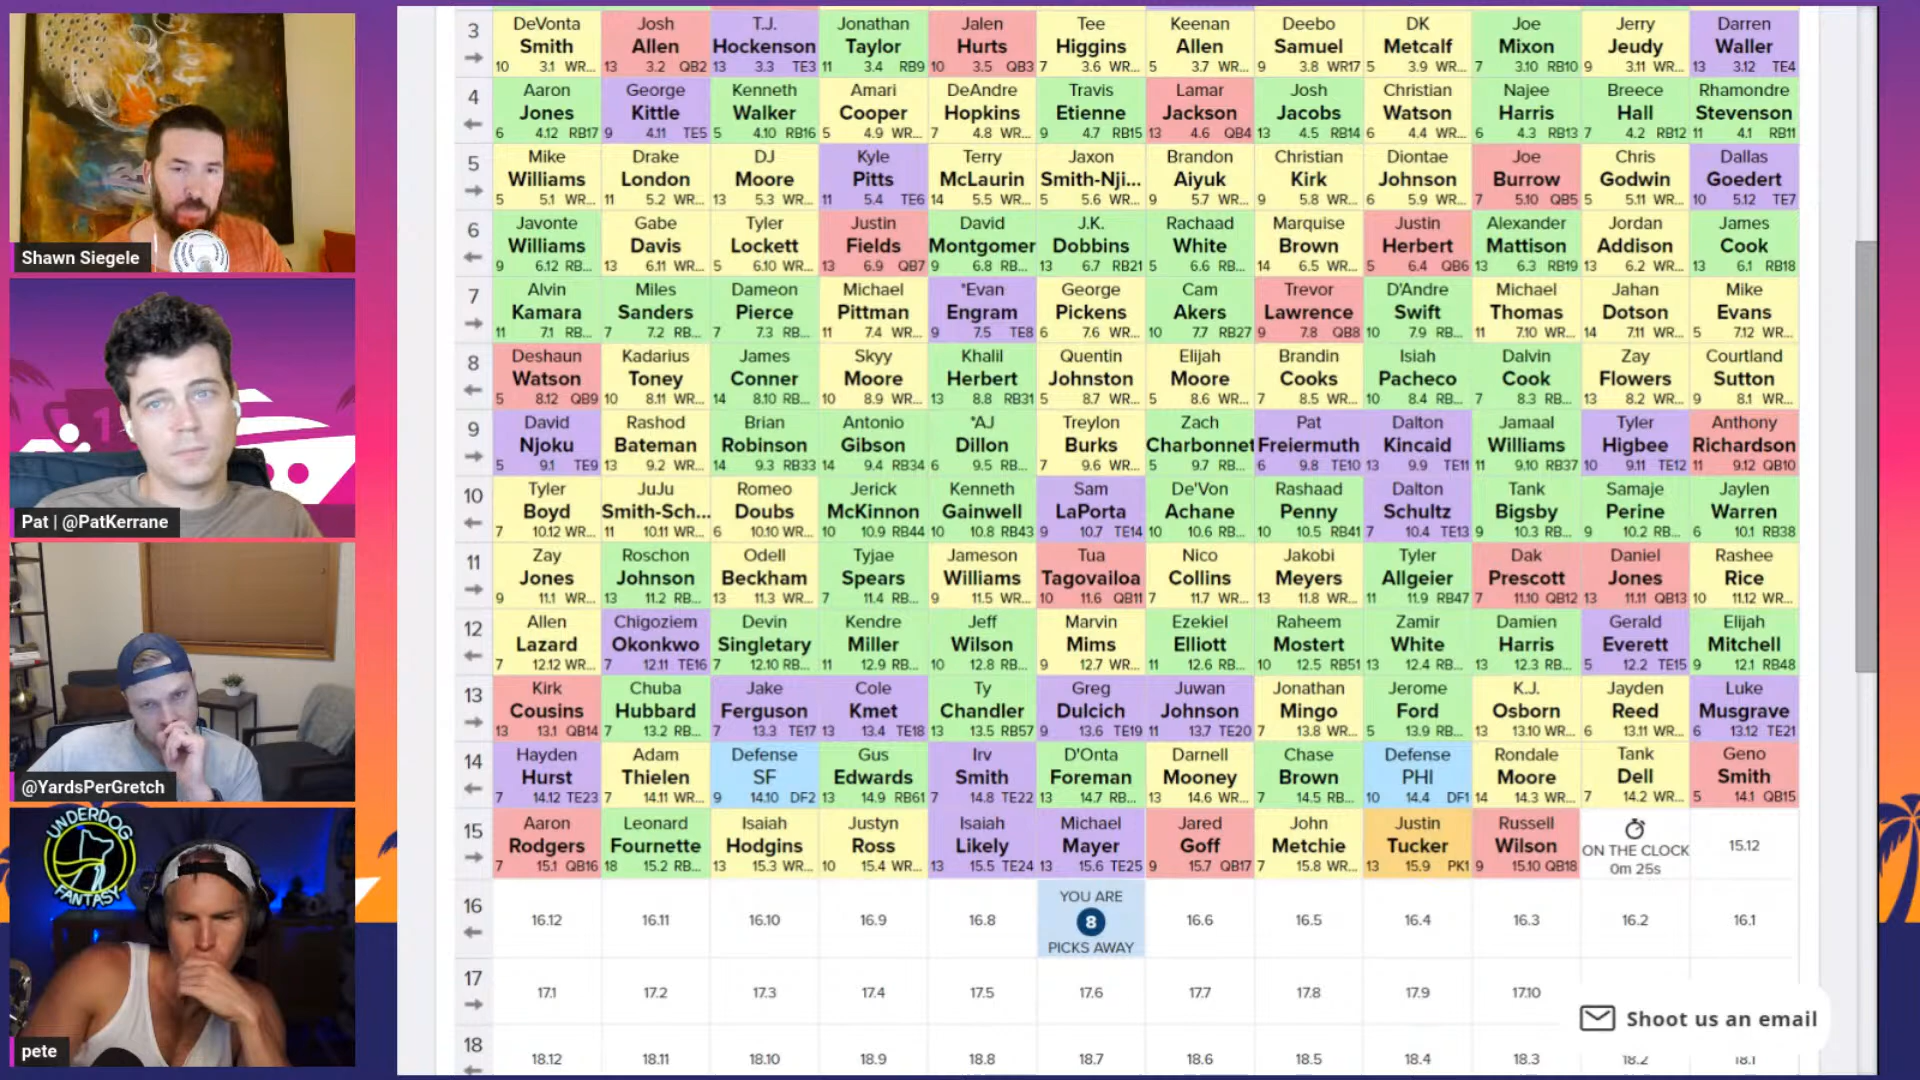 Shawn Siegele
Pat | @PatKerrane
@YardsPerGretch
UNDERDOG
FANTASY
pete
3 DeVonta Josh T.J. Jonathan Jalen Tee Keenan Deebo DK Joe Jerry Darren
Smith Allen Hockenson Taylor Hurts Higgins Allen Samuel Metcalf Mixon Jeudy Waller
10 3.1 WR... 13 3.2 QB2 13 3.3 TE3 11 3.4 RB9 10 3.5 QB3 7 3.6 WR... 5 3.7 WR... 9 3.8 WR17 5 3.9 WR... 7 3.10 RB10 9 3.11 WR... 13 3.12 TE4
4 Aaron George Kenneth Amari DeAndre Travis Lamar Josh Christian Najee Breece Rhamondre
Jones Kittle Walker Cooper Hopkins Etienne Jackson Jacobs Watson Harris Hall Stevenson
6 4.12 RB17 9 4.11 TE5 5 4.10 RB16 5 4.9 WR... 7 4.8 WR... 9 4.7 RB15 13 4.6 QB4 13 4.5 RB14 6 4.4 WR... 6 4.3 RB13 7 4.2 RB12 11 4.1 RB11
5 Mike Drake DJ Kyle Terry Jaxon Brandon Christian Diontae Joe Chris Dallas
Williams London Moore Pitts McLaurin Smith-Nji... Aiyuk Kirk Johnson Burrow Godwin Goedert
5 5.1 WR... 11 5.2 WR... 13 5.3 WR... 11 5.4 TE6 14 5.5 WR... 5 5.6 WR... 9 5.7 WR... 9 5.8 WR... 6 5.9 WR... 7 5.10 QB5 5 5.11 WR... 10 5.12 TE7
6 Javonte Gabe Tyler Justin David J.K. Rachaad Marquise Justin Alexander Jordan James
Williams Davis Lockett Fields Montgomer Dobbins White Brown Herbert Mattison Addison Cook
9 6.12 RB... 13 6.11 WR... 5 6.10 WR... 13 6.9 QB7 9 6.8 RB... 13 6.7 RB21 5 6.6 RB... 14 6.5 WR... 5 6.4 QB6 13 6.3 RB19 13 6.2 WR... 13 6.1 RB18
7 Alvin Miles Dameon Michael *Evan George Cam Trevor D'Andre Michael Jahan Mike
Kamara Sanders Pierce Pittman Engram Pickens Akers Lawrence Swift Thomas Dotson Evans
11 7.1 RB... 7 7.2 RB... 7 7.3 RB... 11 7.4 WR... 9 7.5 TE8 6 7.6 WR... 10 7.7 RB27 9 7.8 QB8 10 7.9 RB... 11 7.10 WR... 14 7.11 WR... 5 7.12 WR...
8 Deshaun Kadarius James Skyy Khalil Quentin Elijah Brandin Isiah Dalvin Zay Courtland
Watson Toney Conner Moore Herbert Johnston Moore Cooks Pacheco Cook Flowers Sutton
5 8.12 QB9 10 8.11 WR... 14 8.10 RB... 10 8.9 WR... 13 8.8 RB31 5 8.7 WR... 5 8.6 WR... 7 8.5 WR... 10 8.4 RB... 7 8.3 RB... 13 8.2 WR... 9 8.1 WR...
9 David Rashod Brian Antonio *AJ Treylon Zach Pat Dalton Jamaal Tyler Anthony
Njoku Bateman Robinson Gibson Dillon Burks Charbonnet Freiermuth Kincaid Williams Higbee Richardson
5 9.1 TE9 13 9.2 WR... 14 9.3 RB33 14 9.4 RB34 6 9.5 RB... 7 9.6 WR... 5 9.7 RB... 6 9.8 TE10 13 9.9 TE11 11 9.10 RB37 10 9.11 TE12 11 9.12 QB10
10 Tyler JuJu Romeo Jerick Kenneth Sam De'Von Rashaad Dalton Tank Samaje Jaylen
Boyd Smith-Sch... Doubs McKinnon Gainwell LaPorta Achane Penny Schultz Bigsby Perine Warren
7 10.12 WR... 11 10.11 WR... 6 10.10 WR... 10 10.9 RB44 10 10.8 RB43 9 10.7 TE14 10 10.6 RB... 10 10.5 RB41 7 10.4 TE13 9 10.3 RB... 9 10.2 RB... 6 10.1 RB38
11 Zay Roschon Odell Tyjae Jameson Tua Nico Jakobi Tyler Dak Daniel Rashee
Jones Johnson Beckham Spears Williams Tagovailoa Collins Meyers Allgeier Prescott Jones Rice
9 11.1 WR... 13 11.2 RB... 13 11.3 WR... 7 11.4 RB... 9 11.5 WR... 10 11.6 QB11 7 11.7 WR... 13 11.8 WR... 11 11.9 RB47 7 11.10 QB12 13 11.11 QB13 10 11.12 WR...
12 Allen Chigoziem Devin Kendre Jeff Marvin Ezekiel Raheem Zamir Damien Gerald Elijah
Lazard Okonkwo Singletary Miller Wilson Mims Elliott Mostert White Harris Everett Mitchell
7 12.12 WR... 7 12.11 TE16 7 12.10 RB... 11 12.9 RB... 10 12.8 RB... 9 12.7 WR... 11 12.6 RB... 10 12.5 RB51 13 12.4 RB... 13 12.3 RB... 5 12.2 TE15 9 12.1 RB48
13 Kirk Chuba Jake Cole Ty Greg Juwan Jonathan Jerome K.J. Jayden Luke
Cousins Hubbard Ferguson Kmet Chandler Dulcich Johnson Mingo Ford Osborn Reed Musgrave
13 13.1 QB14 7 13.2 RB... 7 13.3 TE17 13 13.4 TE18 13 13.5 RB57 9 13.6 TE19 11 13.7 TE20 7 13.8 WR... 5 13.9 RB... 13 13.10 WR... 6 13.11 WR... 6 13.12 TE21
14 Hayden Adam Defense Gus Irv D'Onta Darnell Chase Defense Rondale Tank Geno
Hurst Thielen SF Edwards Smith Foreman Mooney Brown PHI Moore Dell Smith
7 14.12 TE23 7 14.11 WR... 9 14.10 DF2 13 14.9 RB61 7 14.8 TE22 13 14.7 RB... 13 14.6 WR... 7 14.5 RB... 10 14.4 DF1 14 14.3 WR... 7 14.2 WR... 5 14.1 QB15
15 Aaron Leonard Isaiah Justyn Isaiah Michael Jared John Justin Russell
Rodgers Fournette Hodgins Ross Likely Mayer Goff Metchie Tucker Wilson ON THE CLOCK 15.12
7 15.1 QB16 18 15.2 RB... 13 15.3 WR... 10 15.4 WR... 13 15.5 TE24 13 15.6 TE25 9 15.7 QB17 7 15.8 WR... 13 15.9 PK1 9 15.10 QB18 0m 25s
16 16.12 16.11 16.10 16.9 16.8 YOU ARE 8 PICKS AWAY 16.6 16.5 16.4 16.3 16.2 16.1
17 17.1 17.2 17.3 17.4 17.5 17.6 17.7 17.8 17.9 17.10
Shoot us an email
18 18.12 18.11 18.10 18.9 18.8 18.7 18.6 18.5 18.4 18.3 18.2 18.1